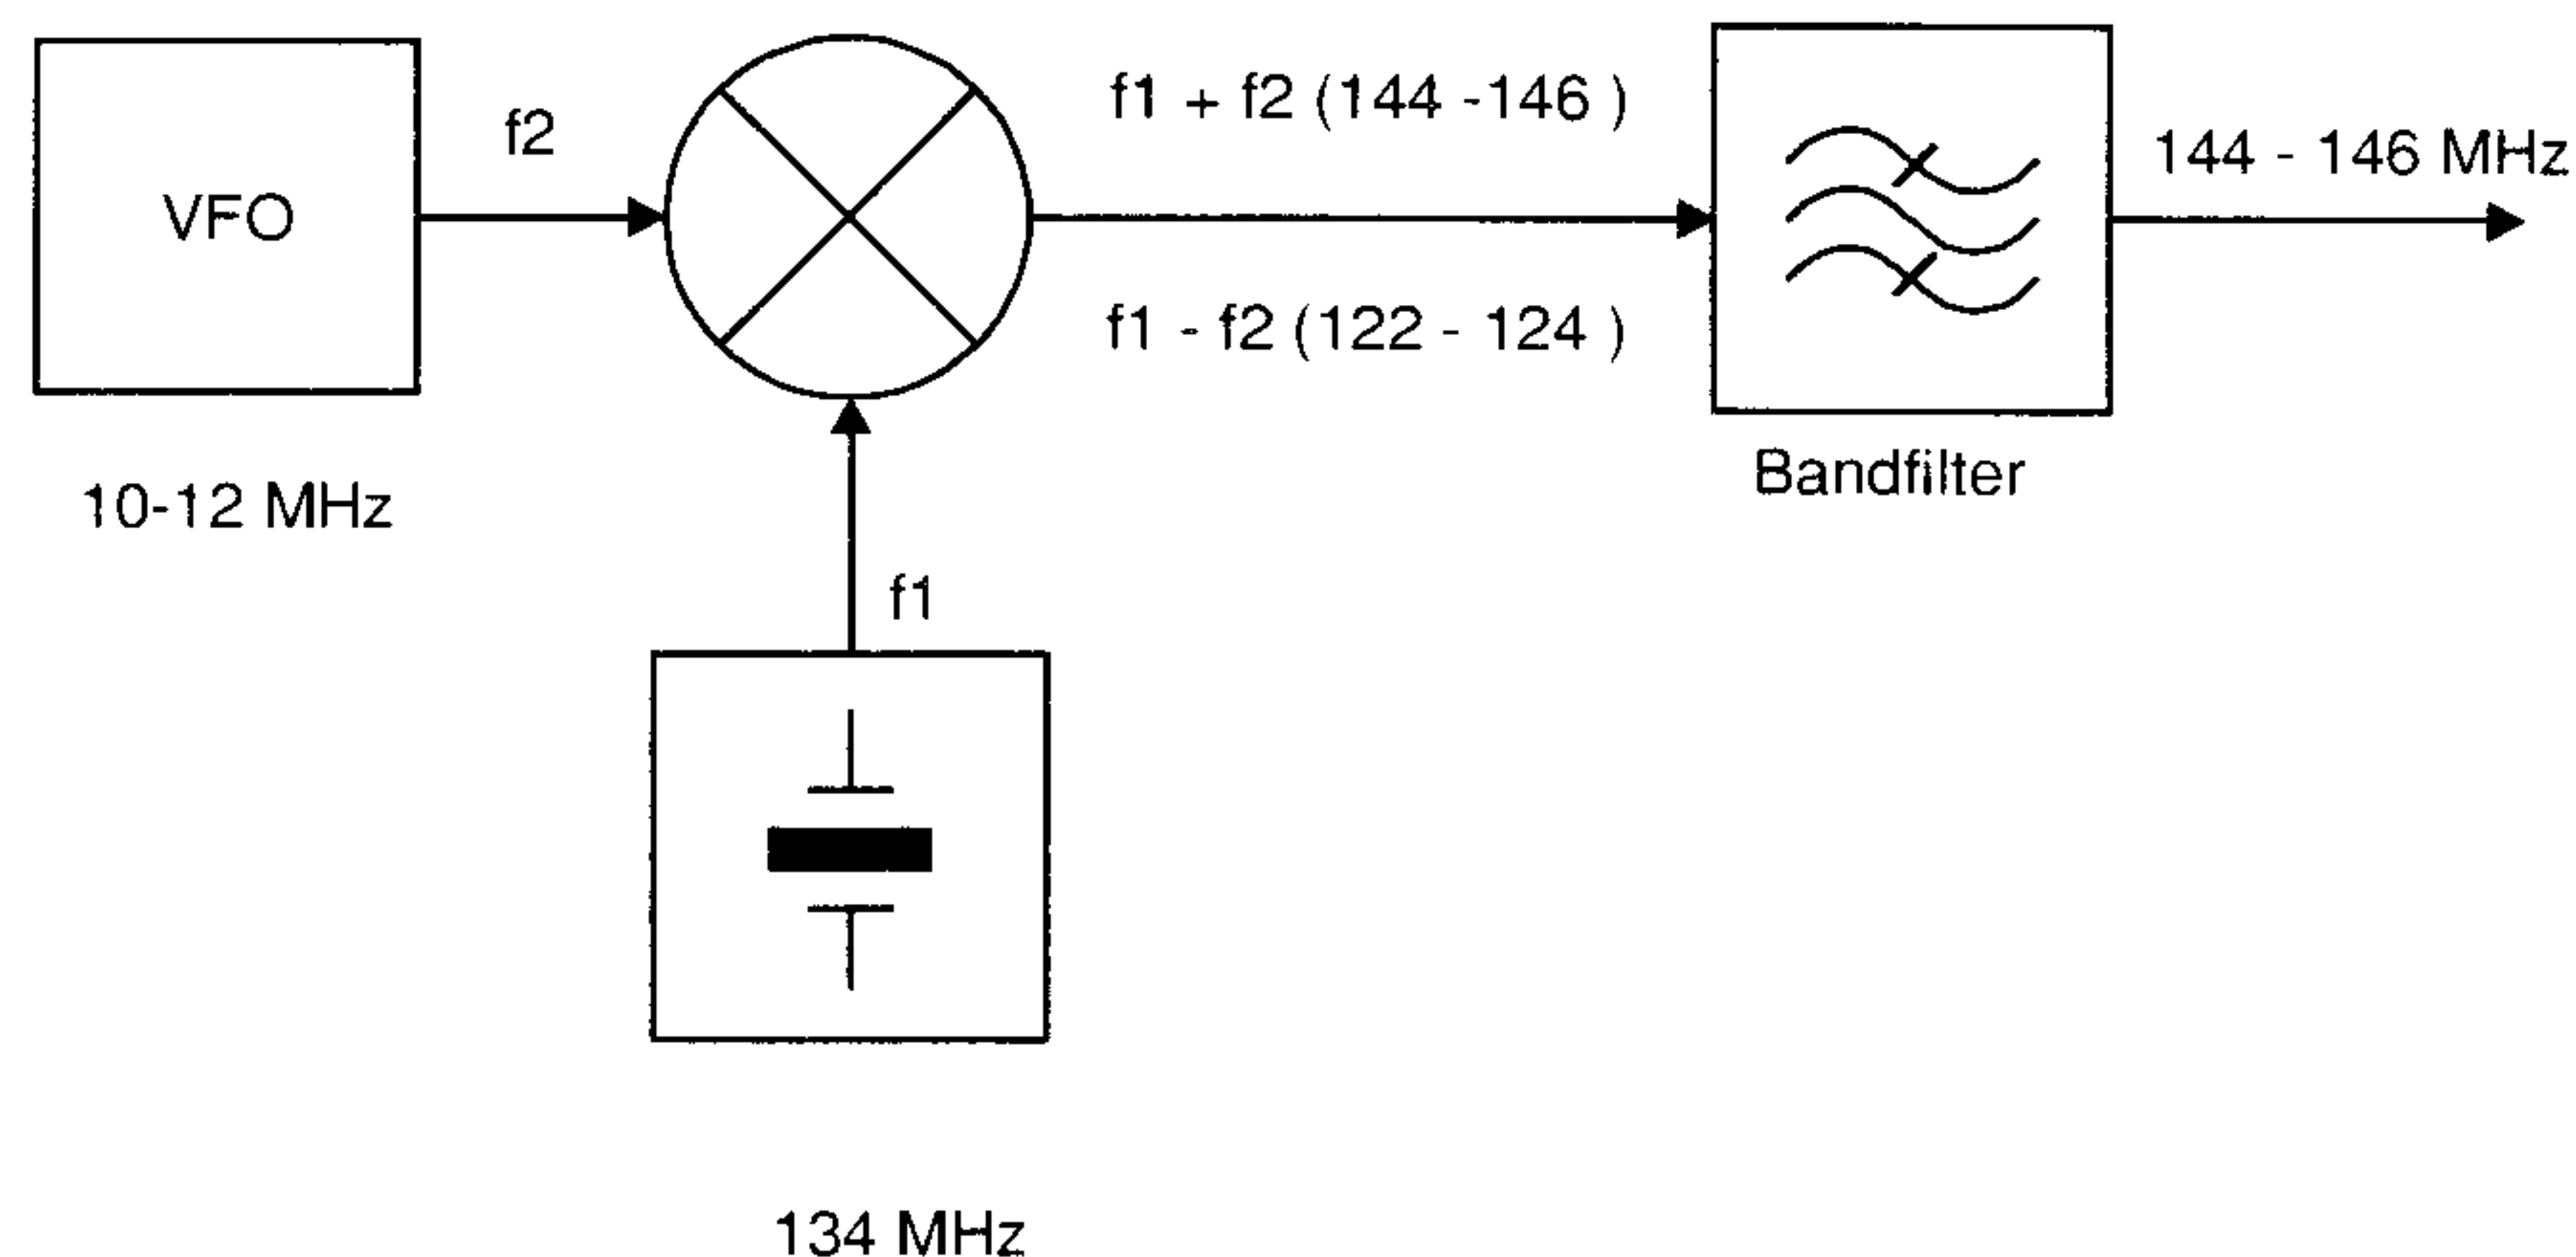 VFO
10-12 MHz
f2
f1
134 MHz
f1 + f2 (144 -146 )
f1 - f2 (122 - 124 )
Bandfilter
144 - 146 MHz